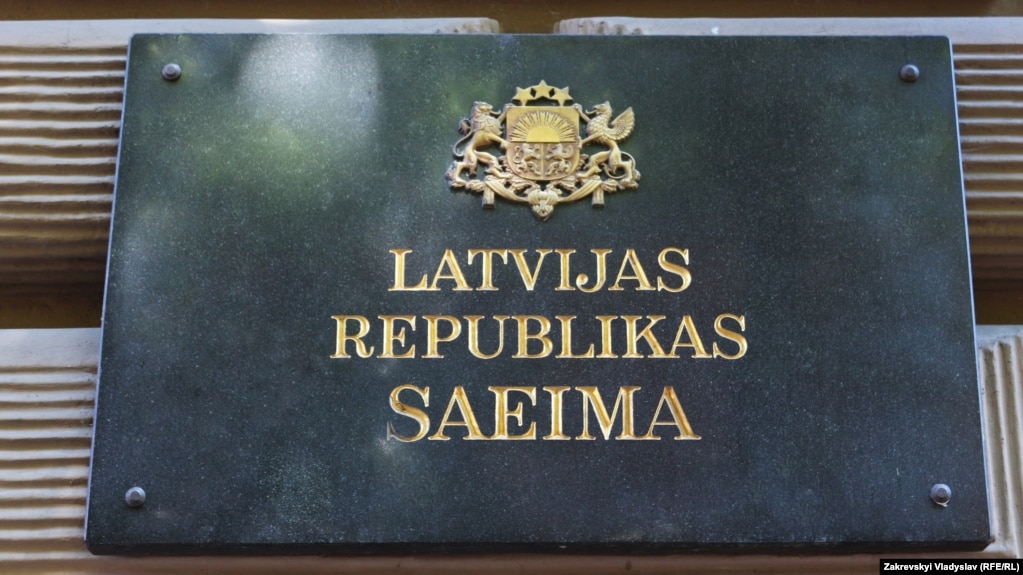 LATVIJAS
REPUBLIKAS
SAEIMA
Zakrevskyi Vladyslav (RFE/RL)